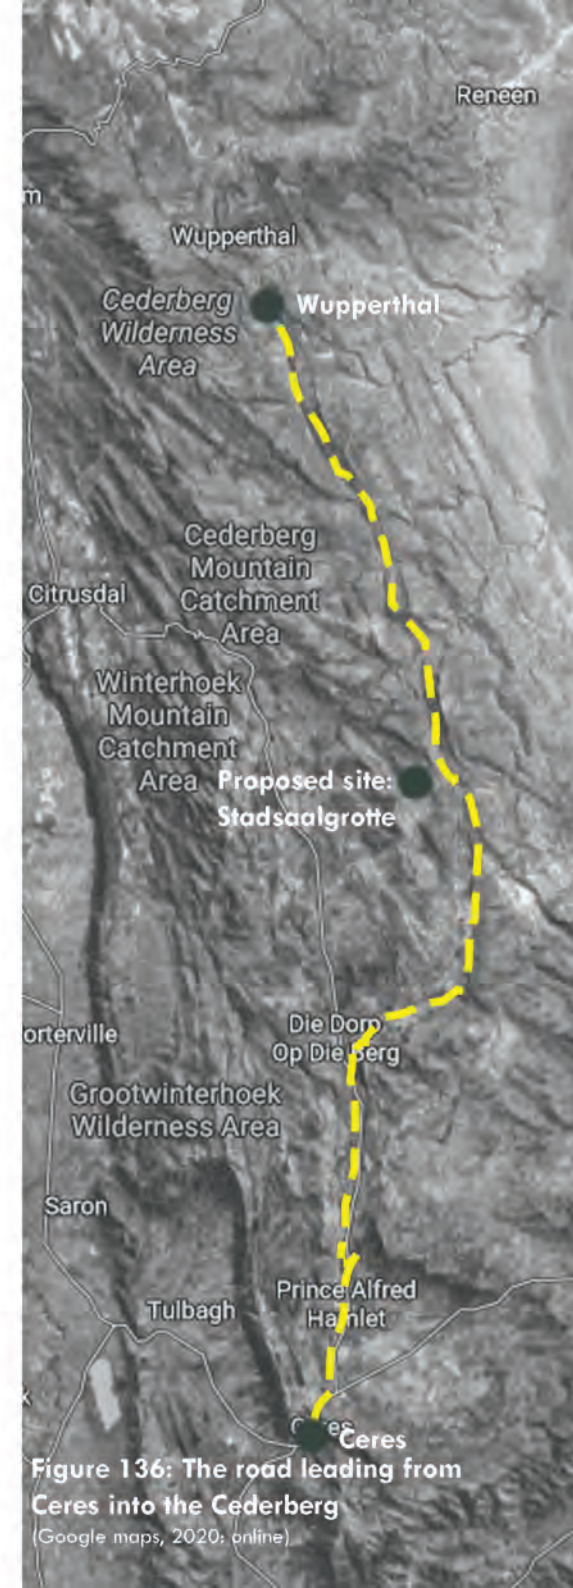 Reneen
m
Wupperthal
Wupperthal
Cederberg
Wilderness
Area
Cederberg
Mountain
Catchment
Area
Citrusdal
Winterhoek
Mountain
Catchment
Area
Proposed site:
Stadsaalgrotte
Die Dorp
Op Die Berg
orterville
Grootwinterhoek
Wilderness Area
Saron
Prince Alfred
Hamlet
Tulbagh
Ceres
Ceres
Figure 136: The road leading from
Ceres into the Cederberg
(Google maps, 2020: online)